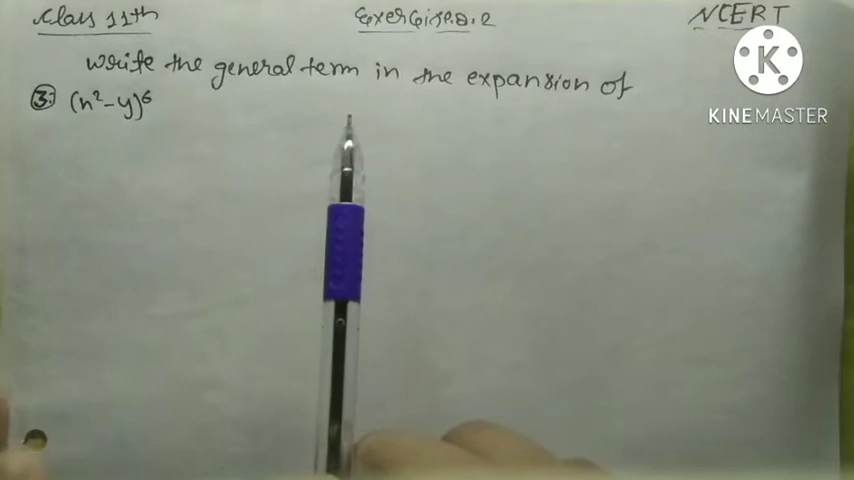 Class 11th
Exercise.8.2
NCERT
Write the general term in the expansion of
3: (x²-y)⁶
K
KINEMASTER